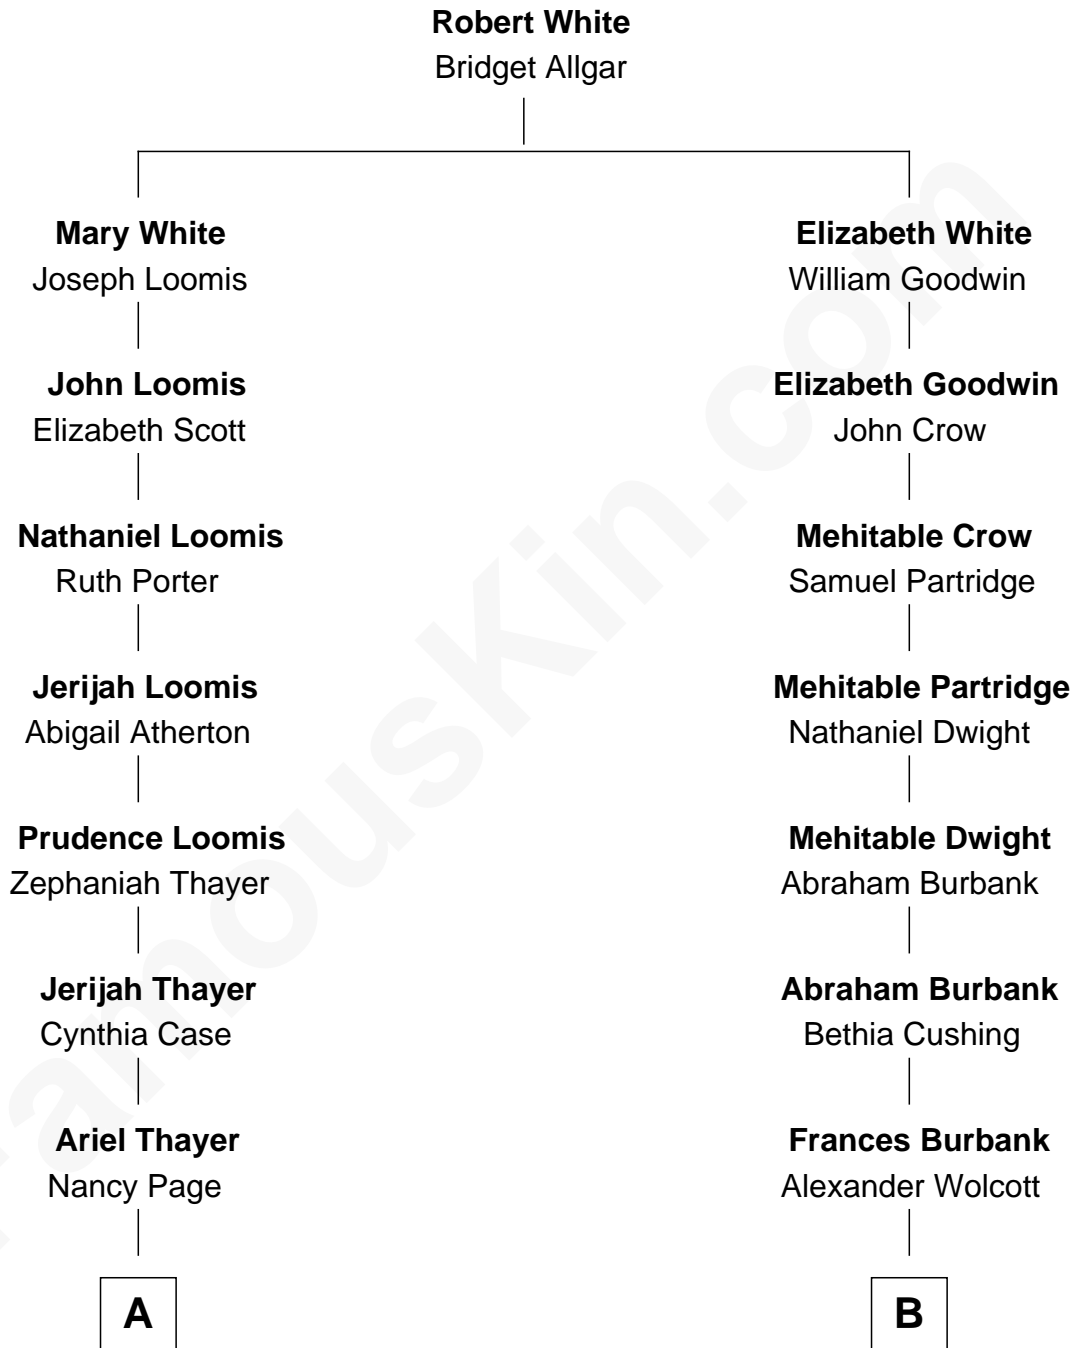 Robert White
Bridget Allgar
Mary White
Joseph Loomis
Elizabeth White
William Goodwin
John Loomis
Elizabeth Scott
Elizabeth Goodwin
John Crow
Nathaniel Loomis
Ruth Porter
Mehitable Crow
Samuel Partridge
Jerijah Loomis
Abigail Atherton
Mehitable Partridge
Nathaniel Dwight
Prudence Loomis
Zephaniah Thayer
Mehitable Dwight
Abraham Burbank
Jerijah Thayer
Cynthia Case
Abraham Burbank
Bethia Cushing
Ariel Thayer
Nancy Page
Frances Burbank
Alexander Wolcott
A
B
FamousKin.com